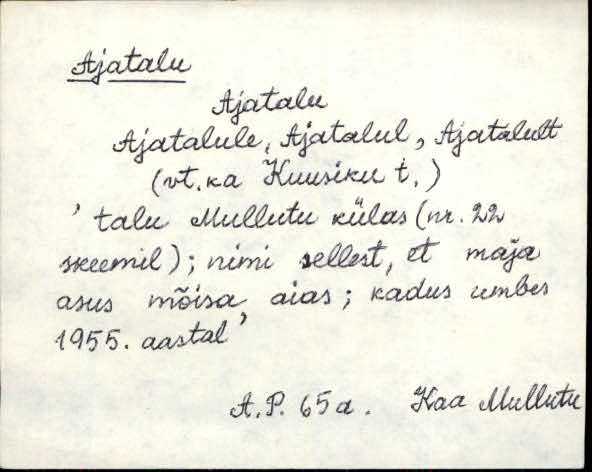 Ajatalu
Ajatalu
Ajatalule, Ajatalul, Ajatalult
(vt. ka Kuusiku t.)
' talu Mullutu külas (nr. 22
skeemil); nimi sellest, et maja
asus mõisa aias; kadus umbes
1955. aastal'
A.P. 65 a. Kaa Mullutu